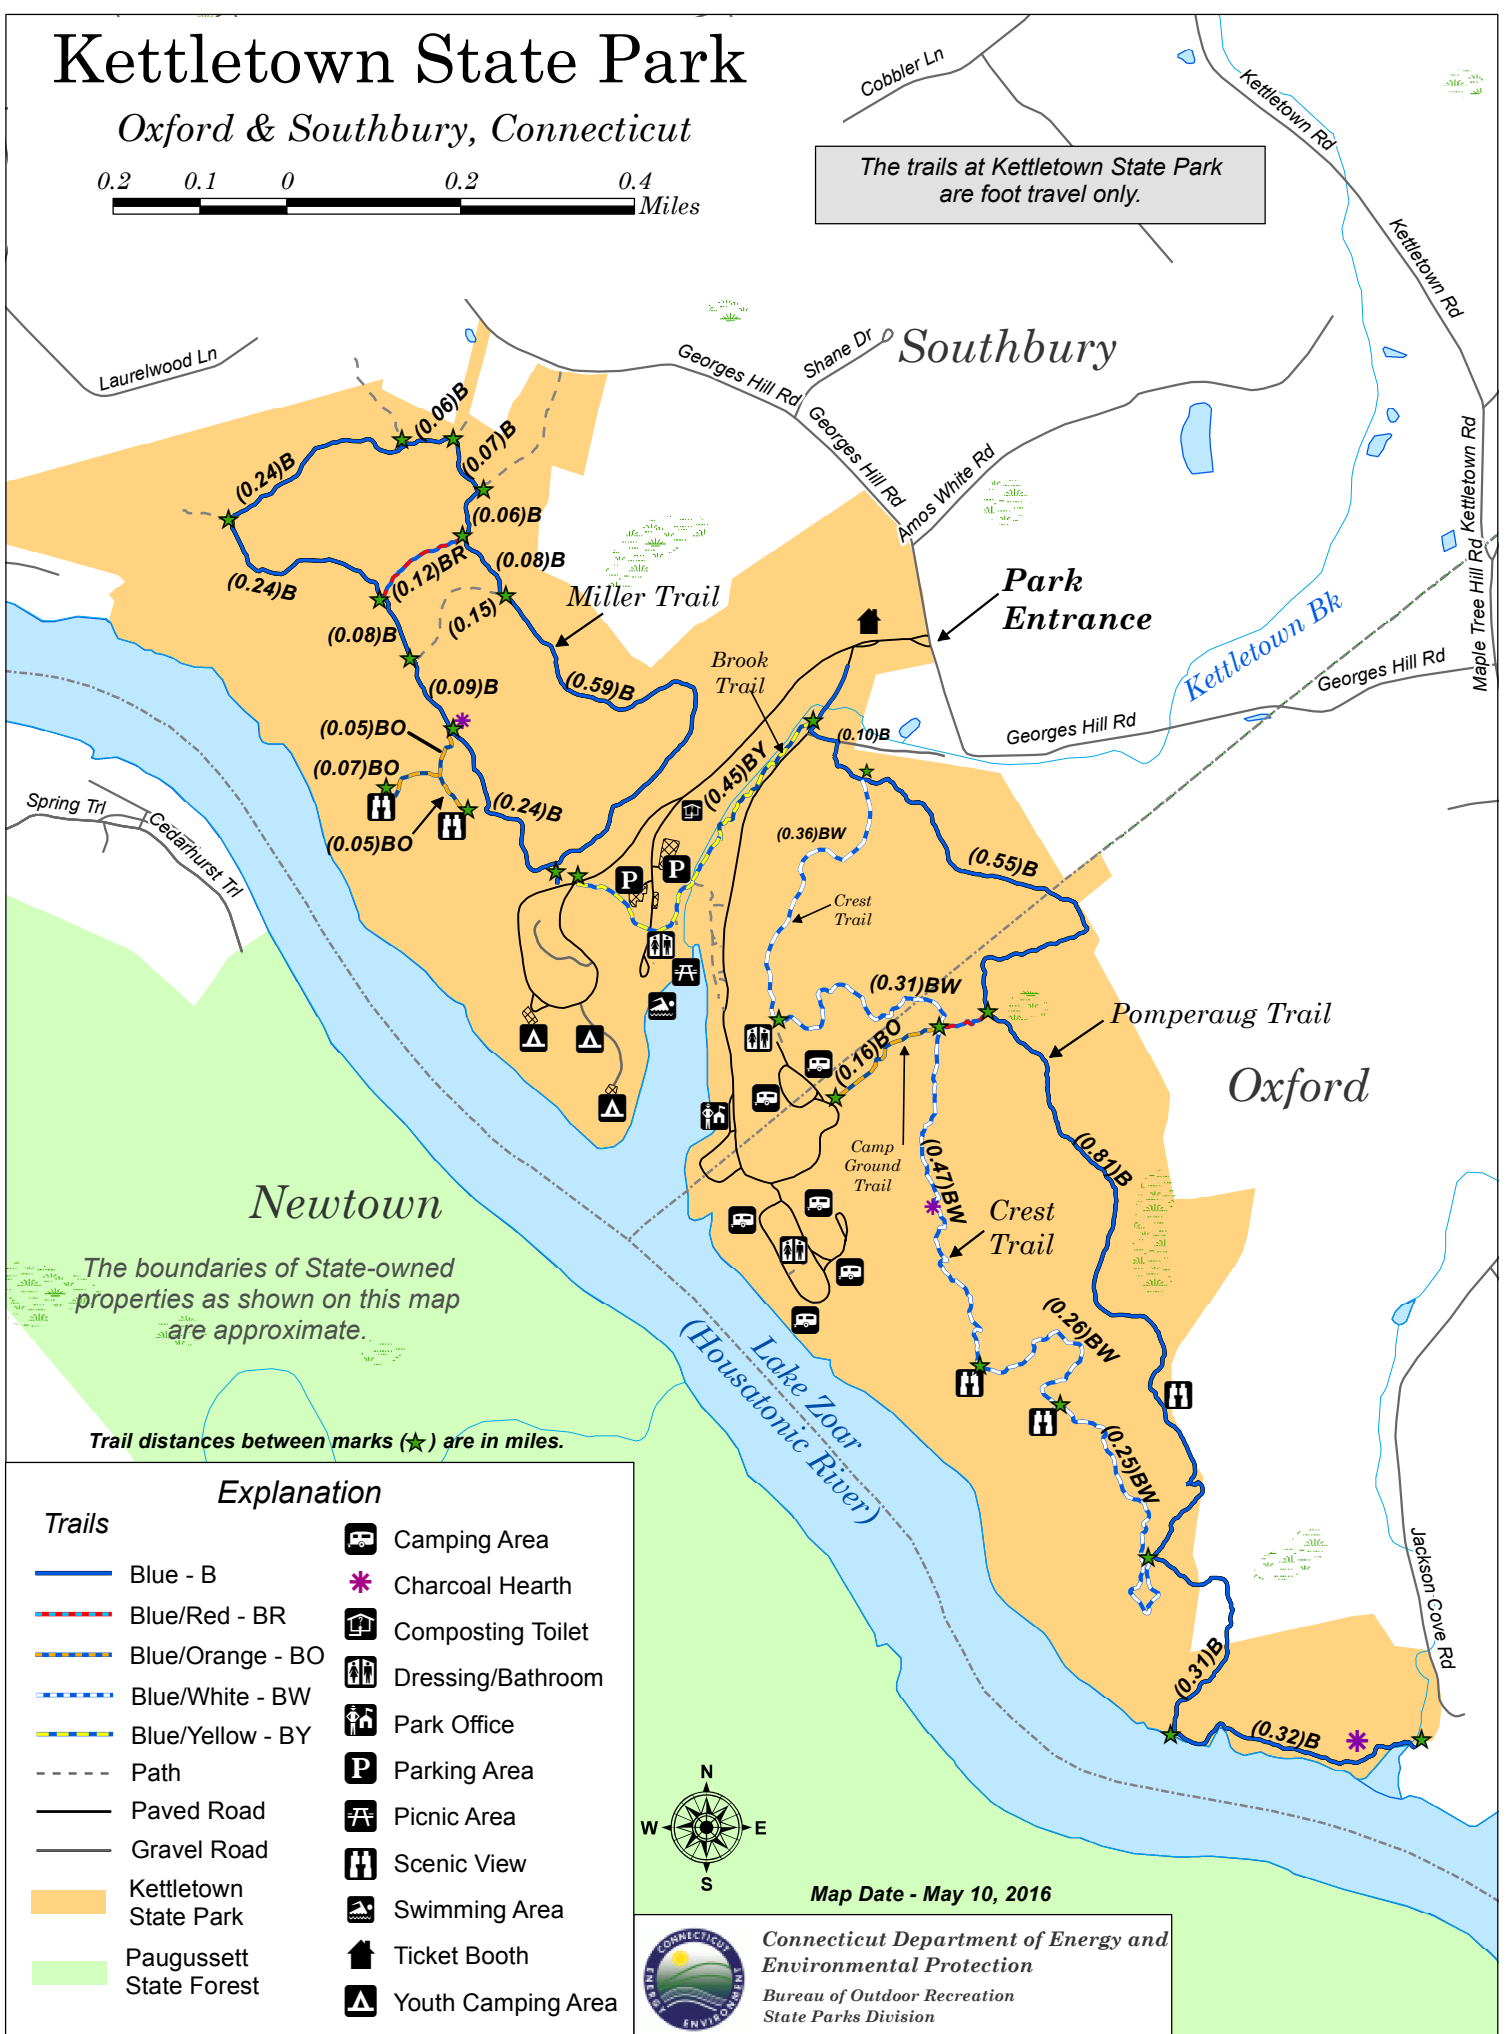 Kettletown State Park
Oxford & Southbury, Connecticut
0.2 0.1 0 0.2 0.4
Miles
Cobbler Ln
Kettletown Rd
The trails at Kettletown State Park
are foot travel only.
Kettletown Rd
Laurelwood Ln
Georges Hill Rd
Shane Dr
Southbury
Georges Hill Rd
Amos White Rd
Kettletown Rd
Maple Tree Hill Rd
(0.06)B
(0.07)B
(0.24)B
(0.06)B
(0.08)B
(0.12)BR
(0.24)B
(0.15)
Miller Trail
Park
Entrance
Kettletown Bk
(0.08)B
(0.09)B
(0.59)B
Brook
Trail
Georges Hill Rd
Georges Hill Rd
(0.05)BO
(0.10)B
(0.07)BO
(0.45)BY
(0.24)B
(0.05)BO
Spring Trl
Cedarhurst Trl
(0.36)BW
(0.55)B
P
P
Crest
Trail
(0.31)BW
Pomperaug Trail
(0.16)BO
Oxford
Camp
Ground
Trail
(0.81)B
(0.47)BW
Newtown
Crest
Trail
The boundaries of State-owned
properties as shown on this map
are approximate.
(0.26)BW
Lake Zoar
(Housatonic River)
(0.25)BW
Trail distances between marks ( ) are in miles.
Jackson Cove Rd
(0.31)B
(0.32)B
Explanation
Trails
Blue - B
Blue/Red - BR
Blue/Orange - BO
Blue/White - BW
Blue/Yellow - BY
Path
Paved Road
Gravel Road
Kettletown
State Park
Paugussett
State Forest
Camping Area
Charcoal Hearth
Composting Toilet
Dressing/Bathroom
Park Office
P Parking Area
Picnic Area
Scenic View
Swimming Area
Ticket Booth
Youth Camping Area
N
W E
S
Map Date - May 10, 2016
CONNECTICUT
ENERGY
ENVIRONMENT
Connecticut Department of Energy and
Environmental Protection
Bureau of Outdoor Recreation
State Parks Division